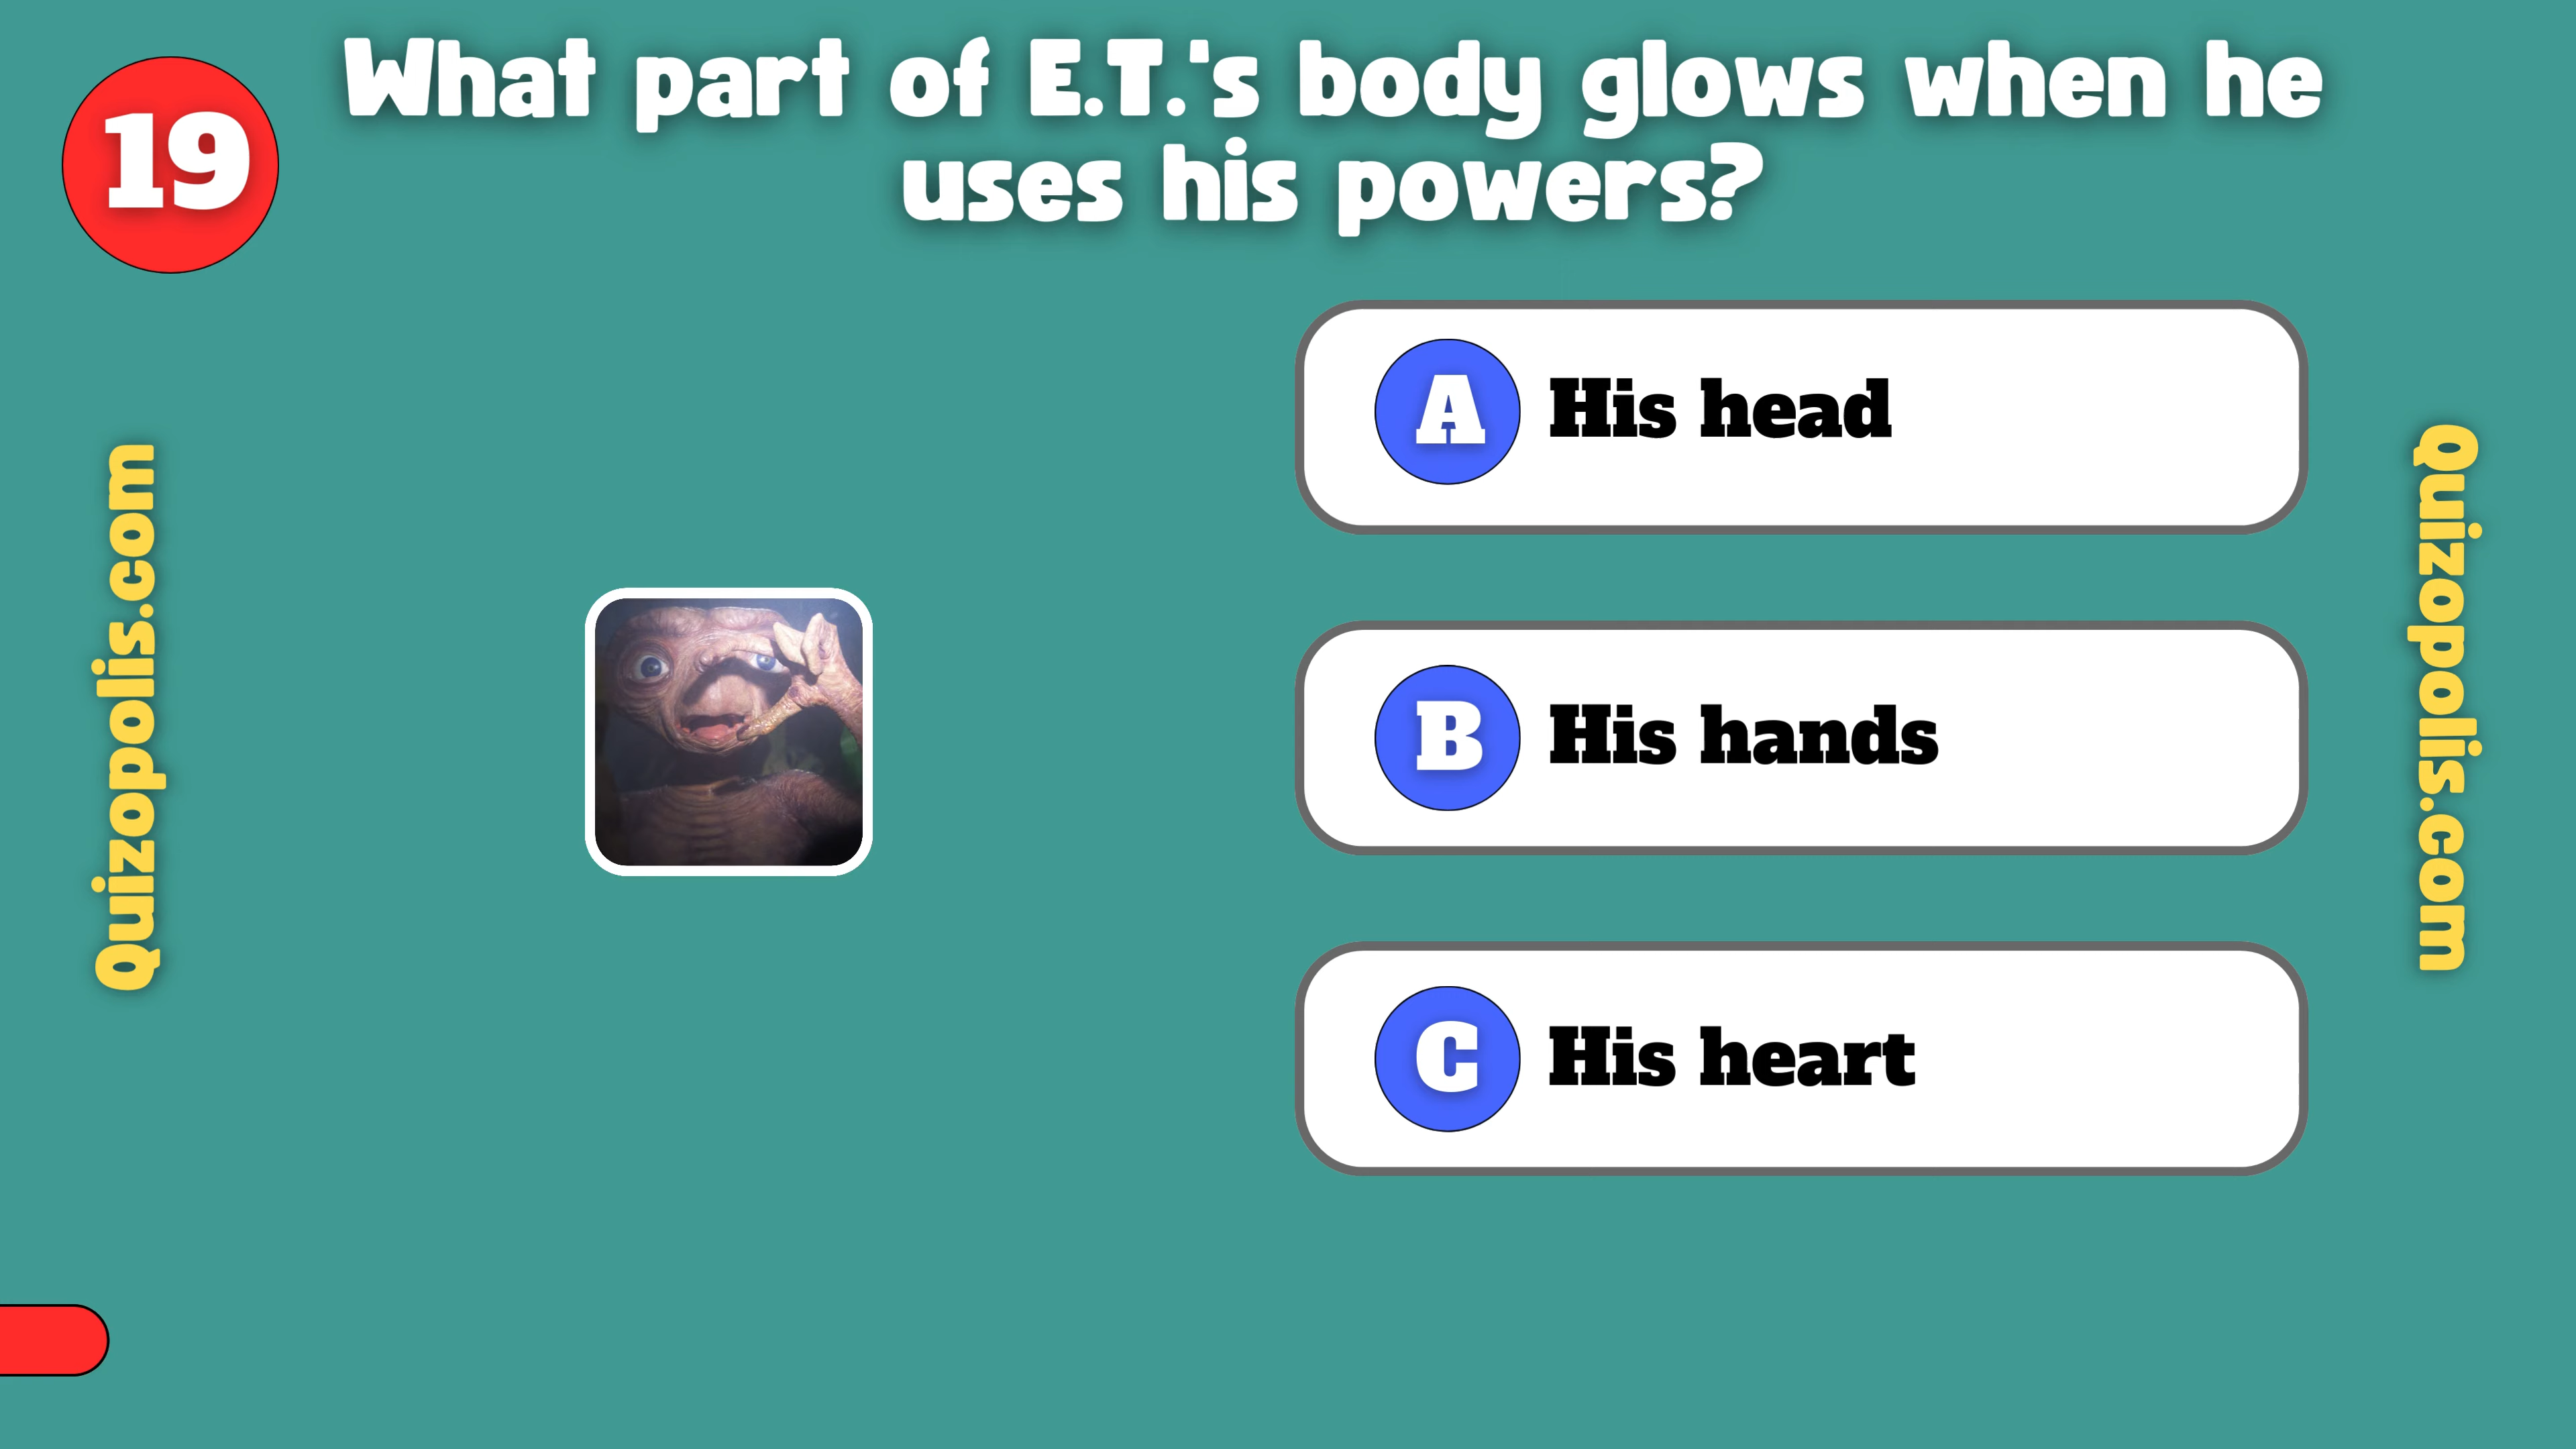 19
What part of E.T.'s body glows when he
uses his powers?
A His head
B His hands
C His heart
Quizopolis.com
Quizopolis.com